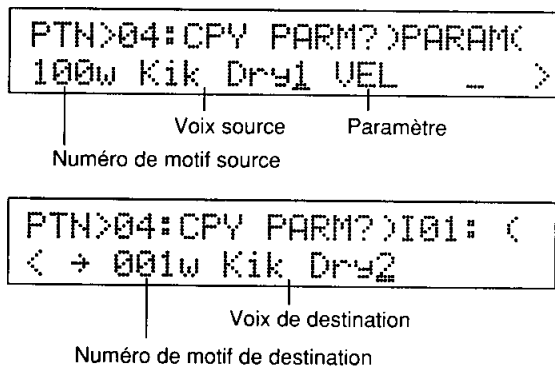 PTN>04:CPY PARM?)PARAM(
100w Kik Dry1 VEL _ >
Voix source Paramètre
Numéro de motif source
PTN>04:CPY PARM?)I01: (
< → 001w Kik Dry2
Voix de destination
Numéro de motif de destination